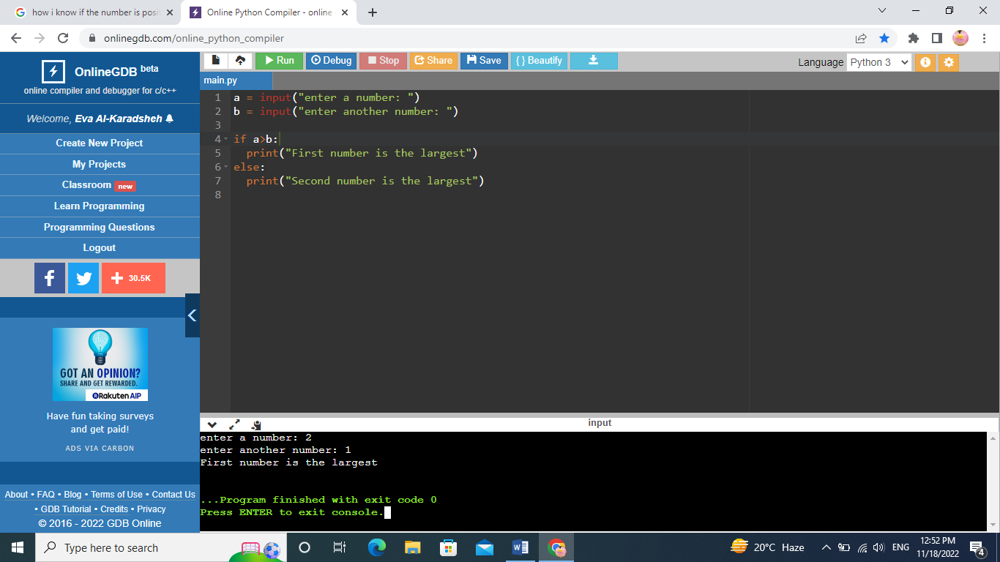 how i know if the number is posi
Online Python Compiler - online
onlinegdb.com/online_python_compiler
OnlineGDB beta
online compiler and debugger for c/c++
Welcome, Eva Al-Karadsheh
Create New Project
My Projects
Classroom new
Learn Programming
Programming Questions
Logout
f
30.5K
GOT AN OPINION?
SHARE AND GET REWARDED.
Rakuten AIP
Have fun taking surveys
and get paid!
ADS VIA CARBON
About • FAQ • Blog • Terms of Use • Contact Us
• GDB Tutorial • Credits • Privacy
© 2016 - 2022 GDB Online
Run Debug Stop Share Save { } Beautify
Language Python 3
main.py
1 a = input("enter a number: ")
2 b = input("enter another number: ")
3
4 if a>b:
5 print("First number is the largest")
6 else:
7 print("Second number is the largest")
8
input
enter a number: 2
enter another number: 1
First number is the largest
...Program finished with exit code 0
Press ENTER to exit console.
Type here to search
20°C Haze
ENG
12:52 PM
11/18/2022
4